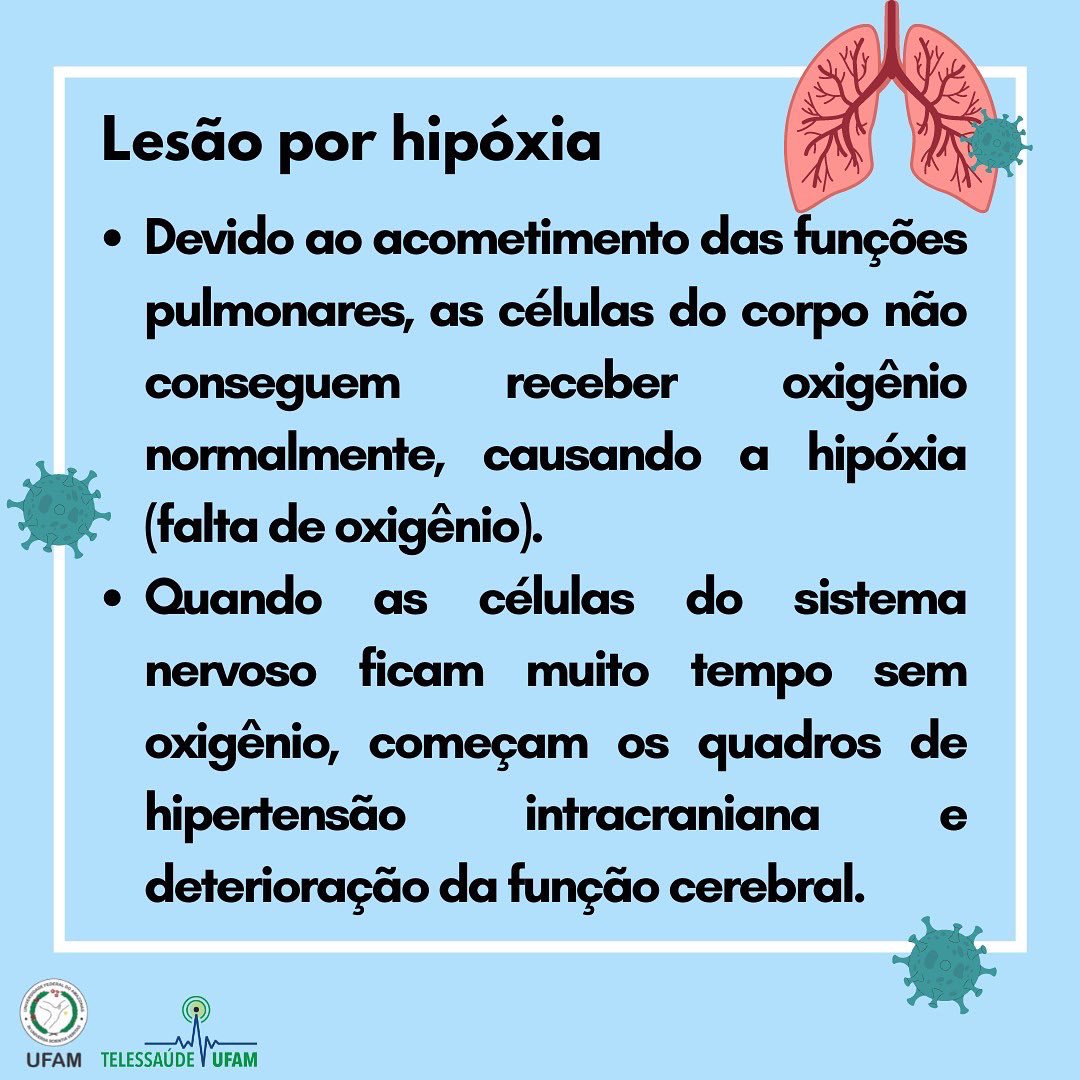 Lesão por hipóxia
• Devido ao acometimento das funções
pulmonares, as células do corpo não
conseguem receber oxigênio
normalmente, causando a hipóxia
(falta de oxigênio).
• Quando as células do sistema
nervoso ficam muito tempo sem
oxigênio, começam os quadros de
hipertensão intracraniana e
deterioração da função cerebral.
UFAM
TELESSAÚDE UFAM